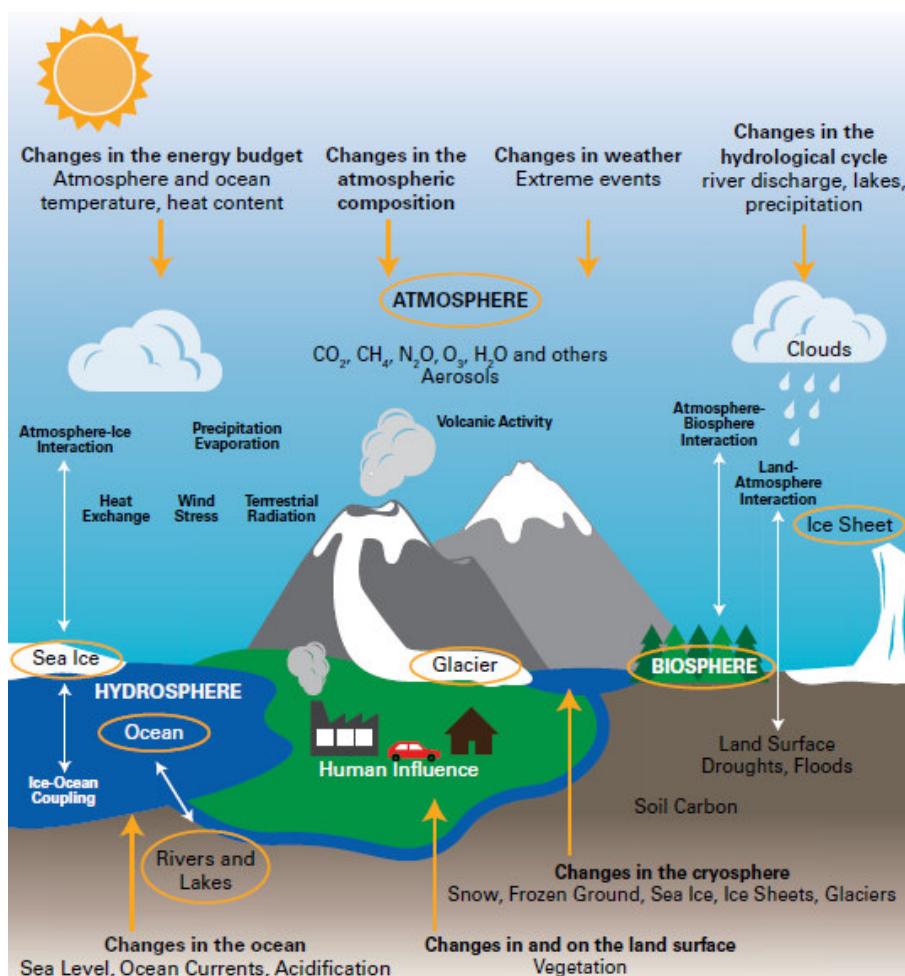 Changes in the energy budget
Atmosphere and ocean
temperature, heat content
Changes in the
atmospheric
composition
Changes in weather
Extreme events
Changes in the
hydrological cycle
river discharge, lakes,
precipitation
ATMOSPHERE
CO₂, CH₄, N₂O, O₃, H₂O and others
Aerosols
Clouds
Atmosphere-Ice
Interaction
Precipitation
Evaporation
Volcanic Activity
Atmosphere-
Biosphere
Interaction
Heat
Exchange
Wind
Stress
Terrrestrial
Radiation
Land-
Atmosphere
Interaction
Ice Sheet
Sea Ice
Glacier
BIOSPHERE
HYDROSPHERE
Ocean
Ice-Ocean
Coupling
Human Influence
Land Surface
Droughts, Floods
Soil Carbon
Rivers and
Lakes
Changes in the cryosphere
Snow, Frozen Ground, Sea Ice, Ice Sheets, Glaciers
Changes in the ocean
Sea Level, Ocean Currents, Acidification
Changes in and on the land surface
Vegetation